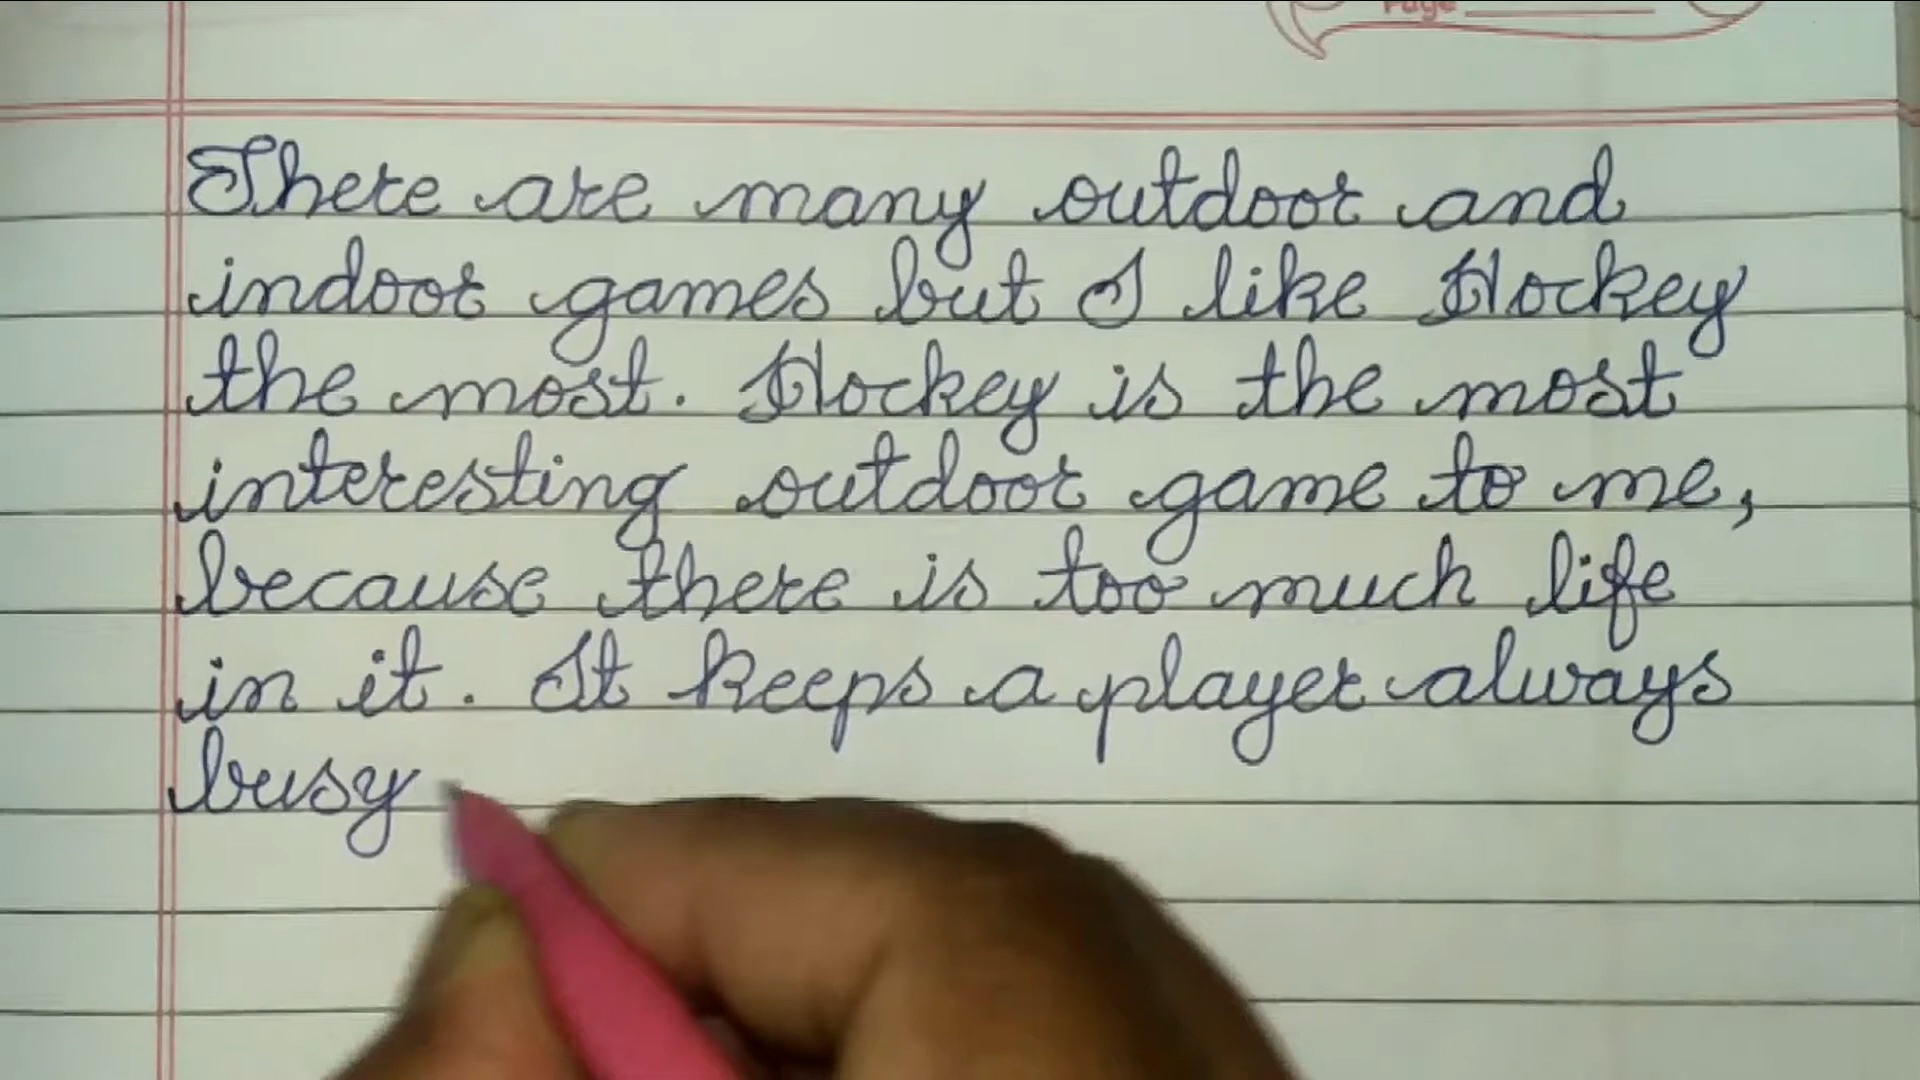 Page
There are many outdoor and
indoor games but I like Hockey
the most. Hockey is the most
interesting outdoor game to me,
because there is too much life
in it. It keeps a player always
busy